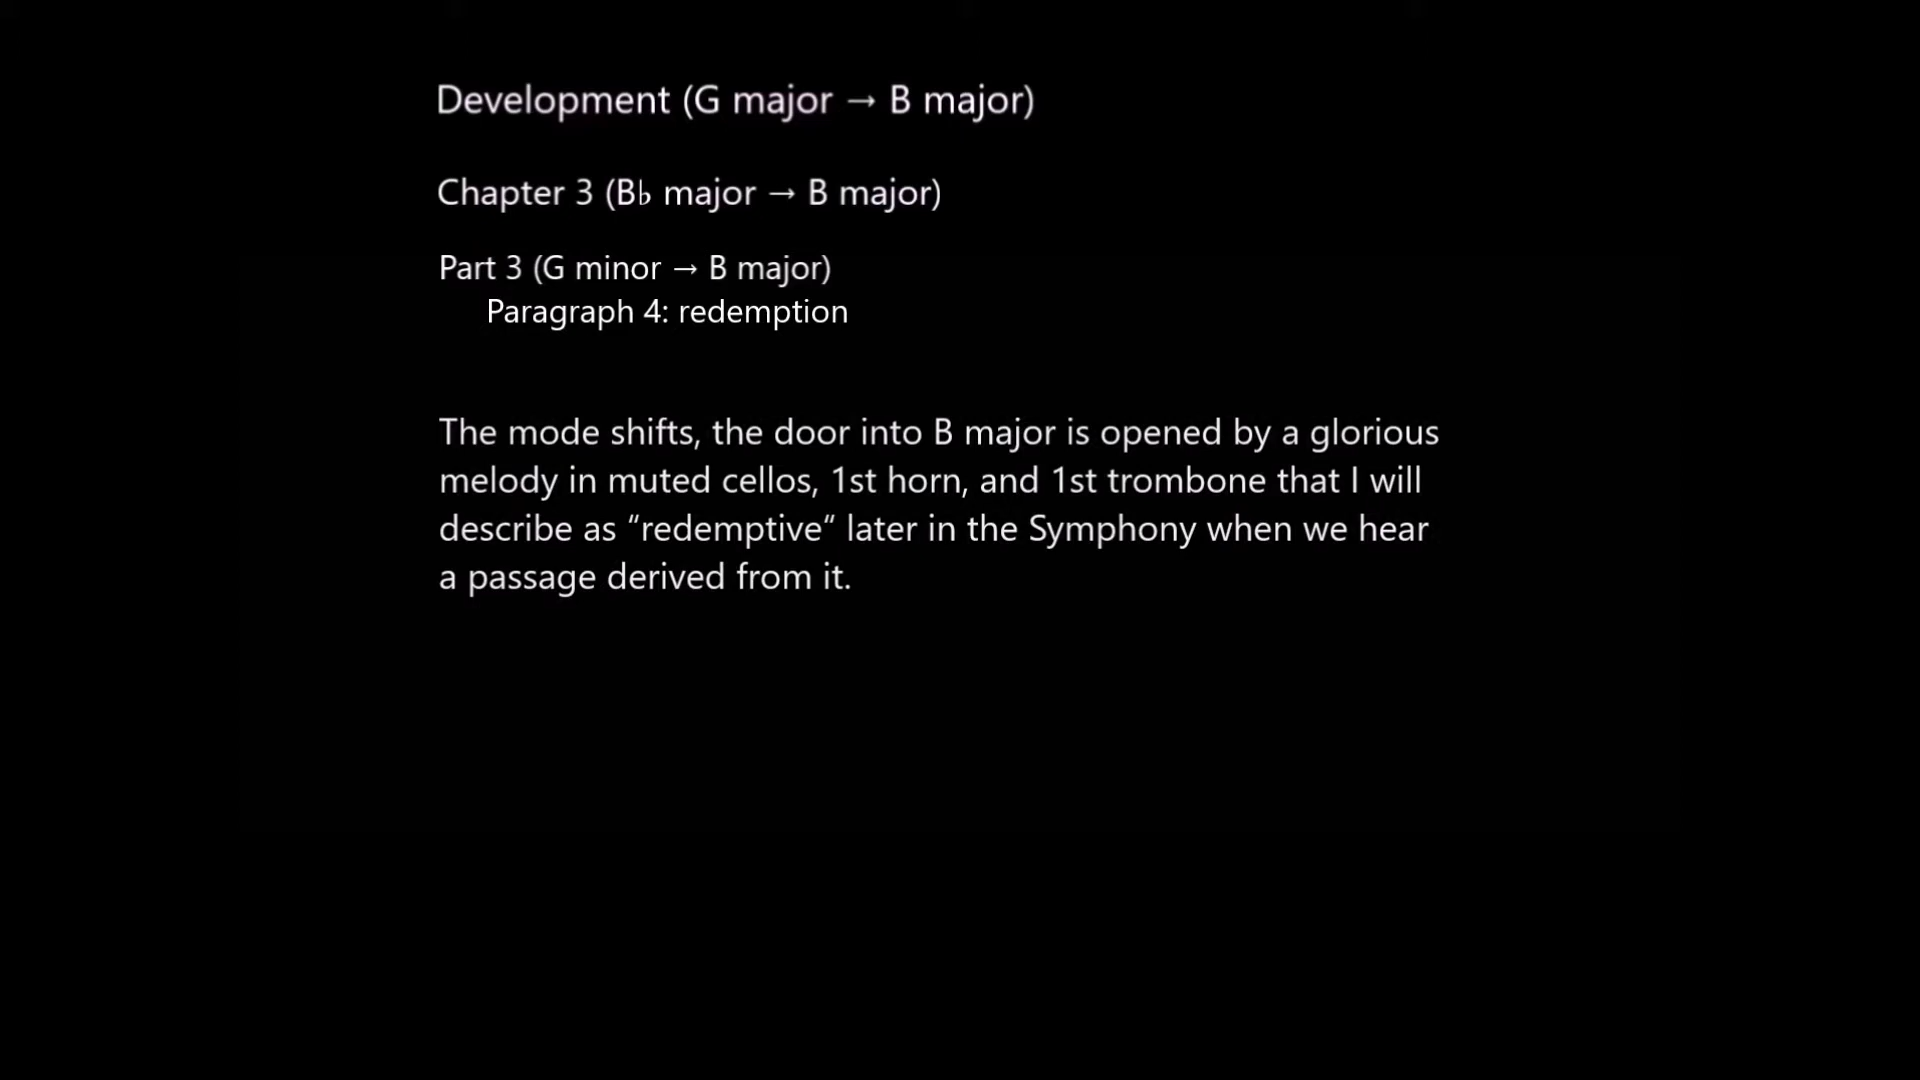 Development (G major → B major)
Chapter 3 (B♭ major → B major)
Part 3 (G minor → B major)
Paragraph 4: redemption
The mode shifts, the door into B major is opened by a glorious
melody in muted cellos, 1st horn, and 1st trombone that I will
describe as “redemptive“ later in the Symphony when we hear
a passage derived from it.